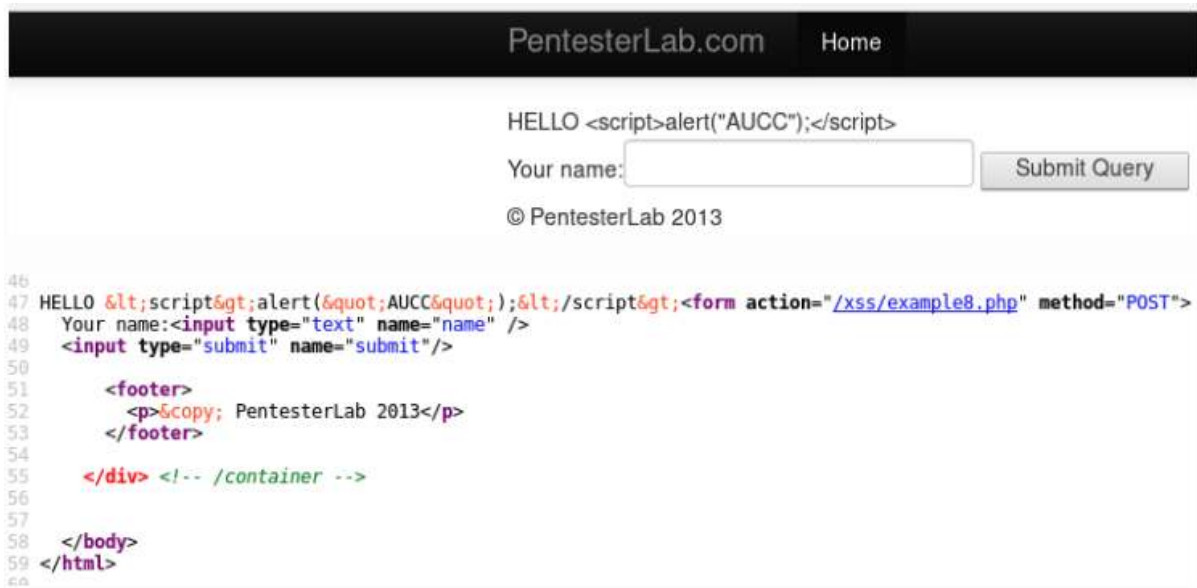 PentesterLab.com Home
HELLO <script>alert("AUCC");</script>
Your name: Submit Query
© PentesterLab 2013
46
47 HELLO &lt;script&gt;alert(&quot;AUCC&quot;);&lt;/script&gt;<form action="/xss/example8.php" method="POST">
48 Your name:<input type="text" name="name" />
49 <input type="submit" name="submit"/>
50
51 <footer>
52 <p>&copy; PentesterLab 2013</p>
53 </footer>
54
55 </div> <!-- /container -->
56
57
58 </body>
59 </html>
60